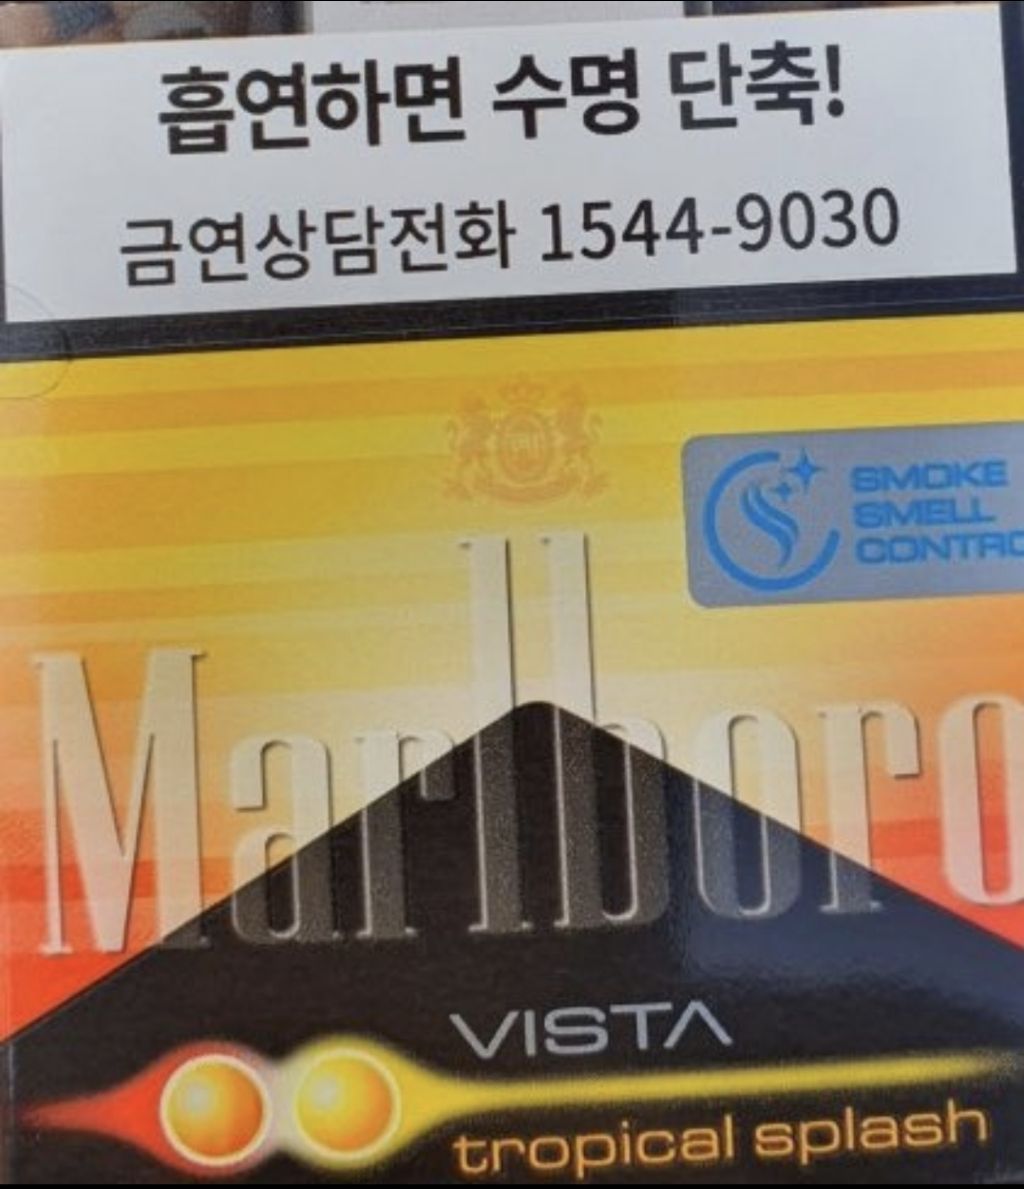 흡연하면 수명 단축!
금연상담전화 1544-9030
SMOKE
SMELL
Marlboro
VISTA
tropical splash